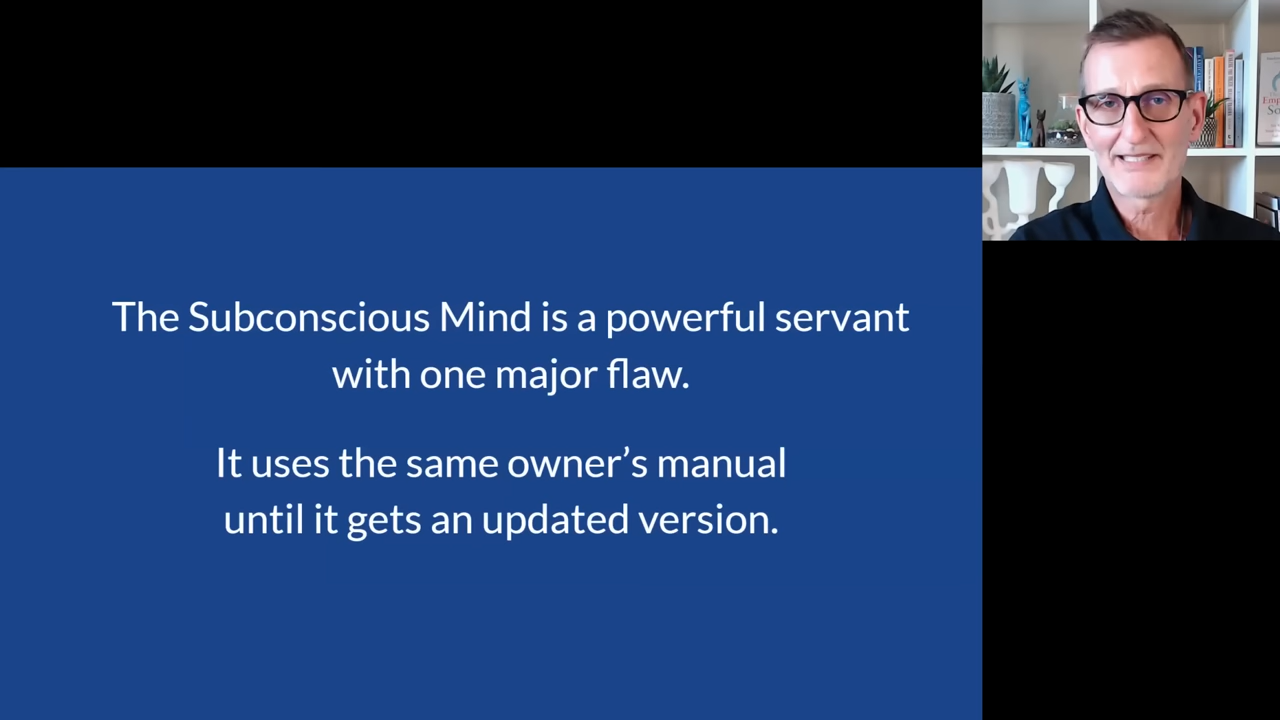 The Subconscious Mind is a powerful servant
with one major flaw.
It uses the same owner’s manual
until it gets an updated version.